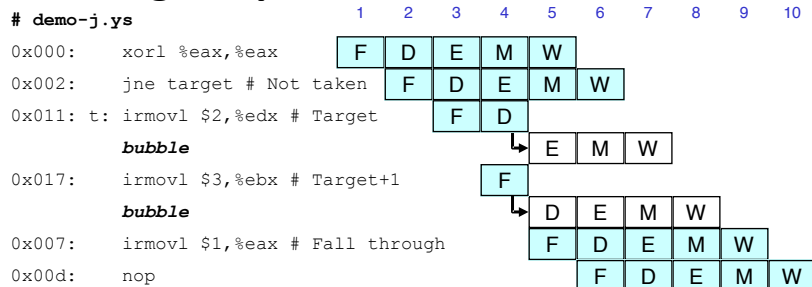 1 2 3 4 5 6 7 8 9 10
# demo-j.ys
0x000: xorl %eax,%eax F D E M W
0x002: jne target # Not taken F D E M W
0x011: t: irmovl $2,%edx # Target F D
bubble E M W
0x017: irmovl $3,%ebx # Target+1 F
bubble D E M W
0x007: irmovl $1,%eax # Fall through F D E M W
0x00d: nop F D E M W